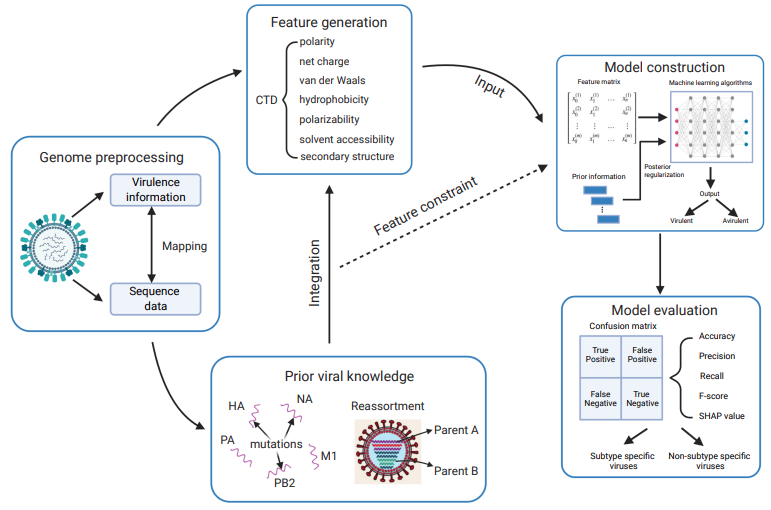 Feature generation
CTD
polarity
net charge
van der Waals
hydrophobicity
polarizability
solvent accessibility
secondary structure
Input
Model construction
Feature matrix
Machine learning algorithms
Prior information
Posterior
regularization
Output
Virulent
Avirulent
Genome preprocessing
Virulence
information
Mapping
Sequence
data
Integration
Feature constraint
Prior viral knowledge
HA
NA
PA
mutations
M1
PB2
Reassortment
Parent A
Parent B
Model evaluation
Confusion matrix
True
Positive
False
Positive
False
Negative
True
Negative
Accuracy
Precision
Recall
F-score
SHAP value
Subtype specific
viruses
Non-subtype specific
viruses